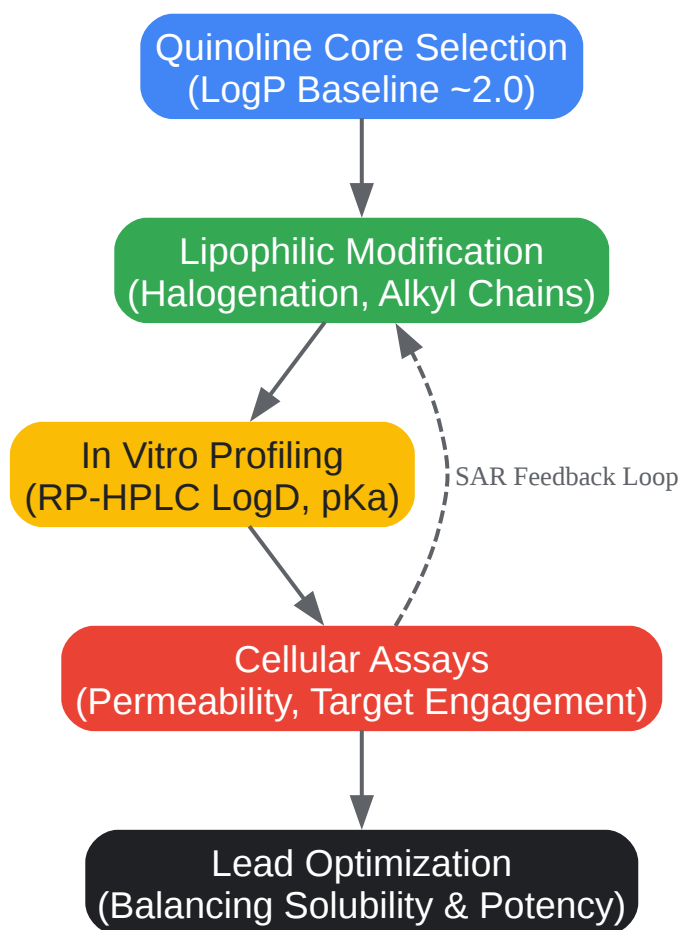 Quinoline Core Selection
(LogP Baseline ~2.0)
Lipophilic Modification
(Halogenation, Alkyl Chains)
In Vitro Profiling
(RP-HPLC LogD, pKa)
SAR Feedback Loop
Cellular Assays
(Permeability, Target Engagement)
Lead Optimization
(Balancing Solubility & Potency)